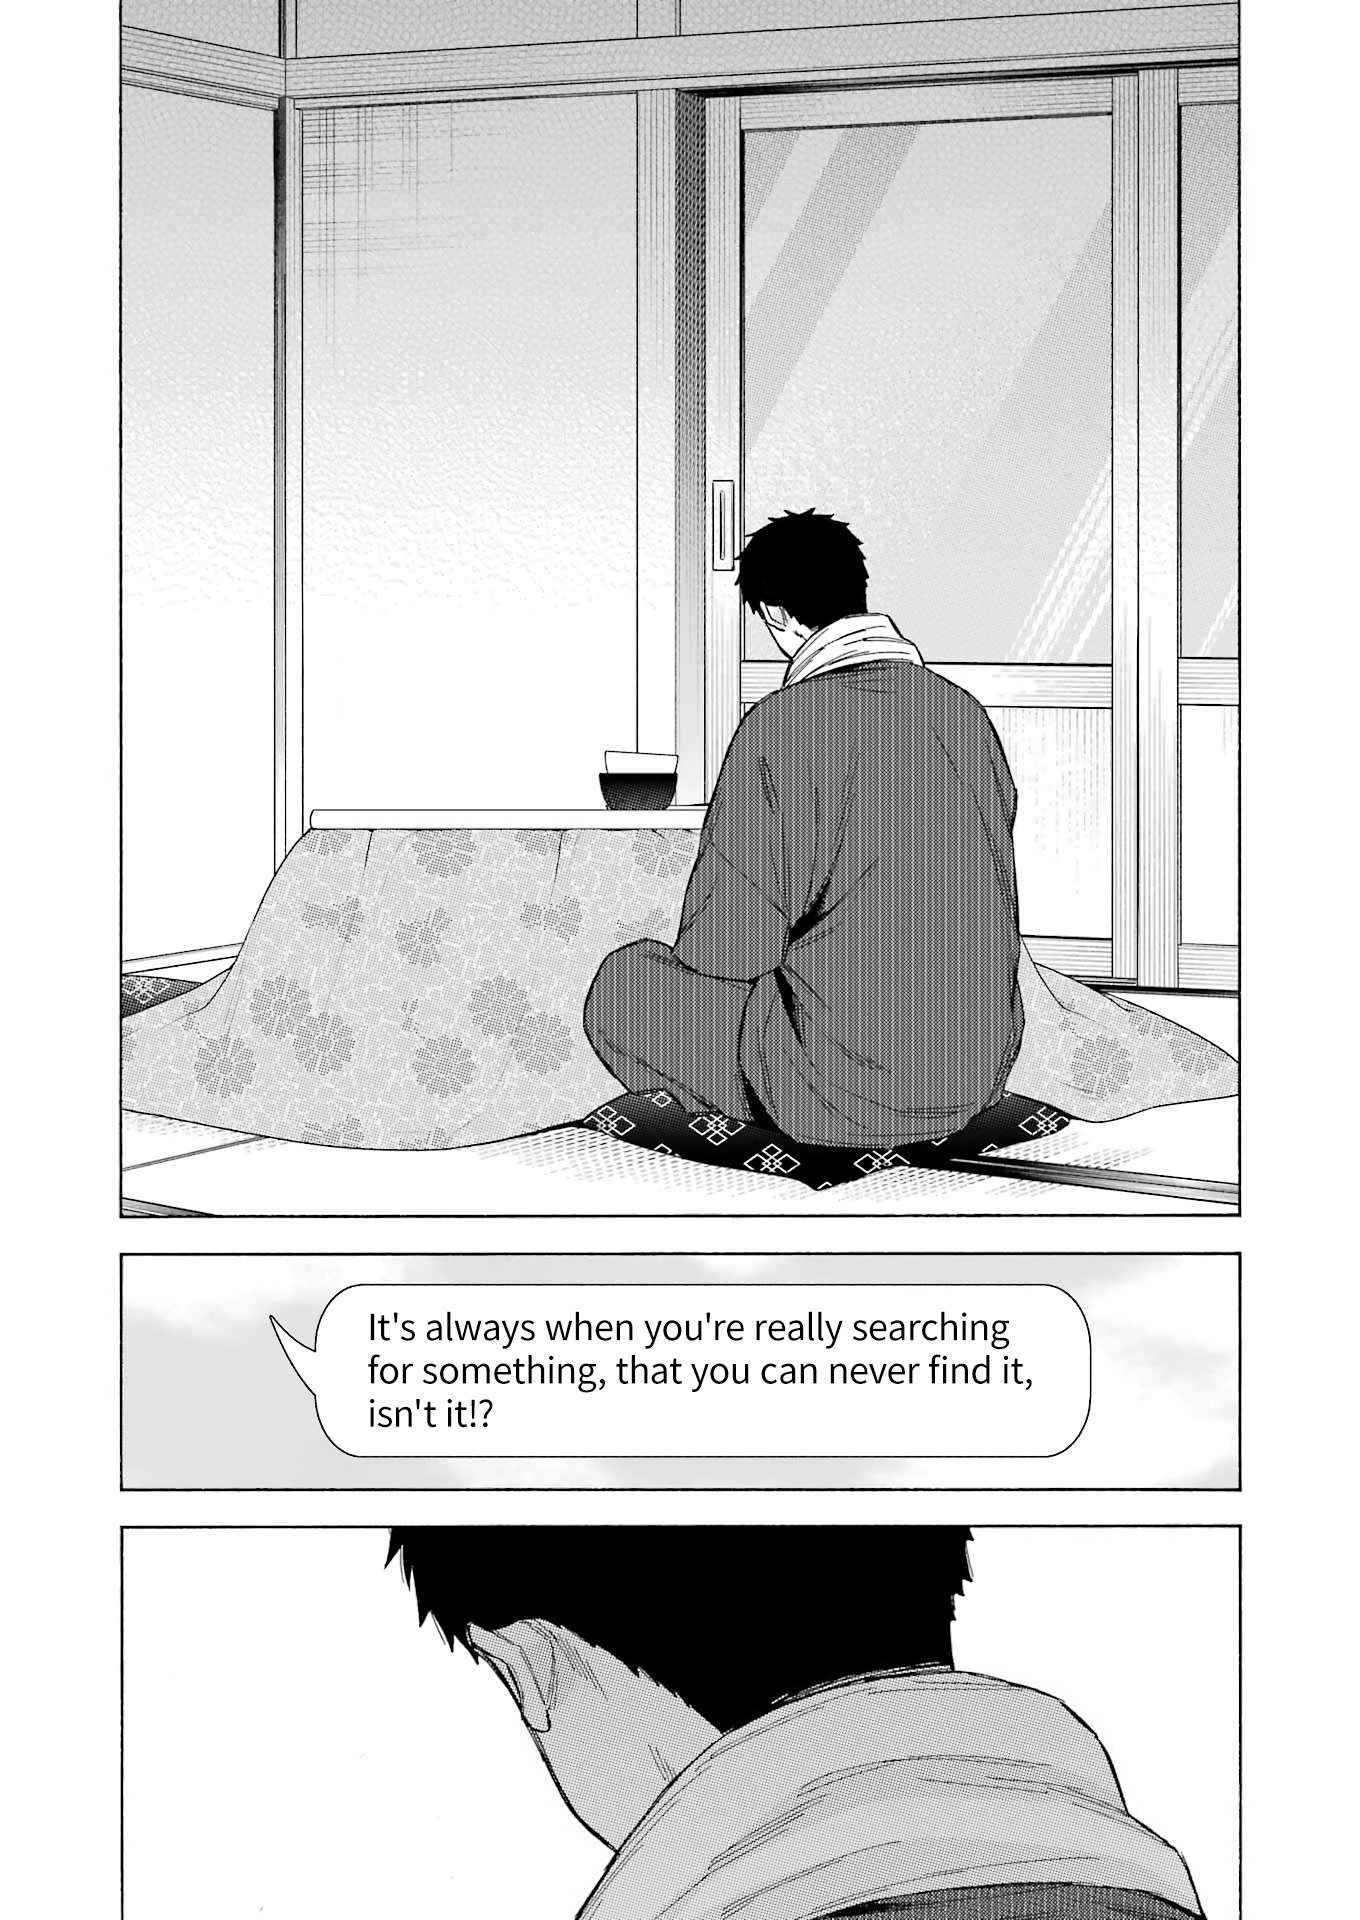 It's always when you're really searching
for something, that you can never find it,
isn't it!?